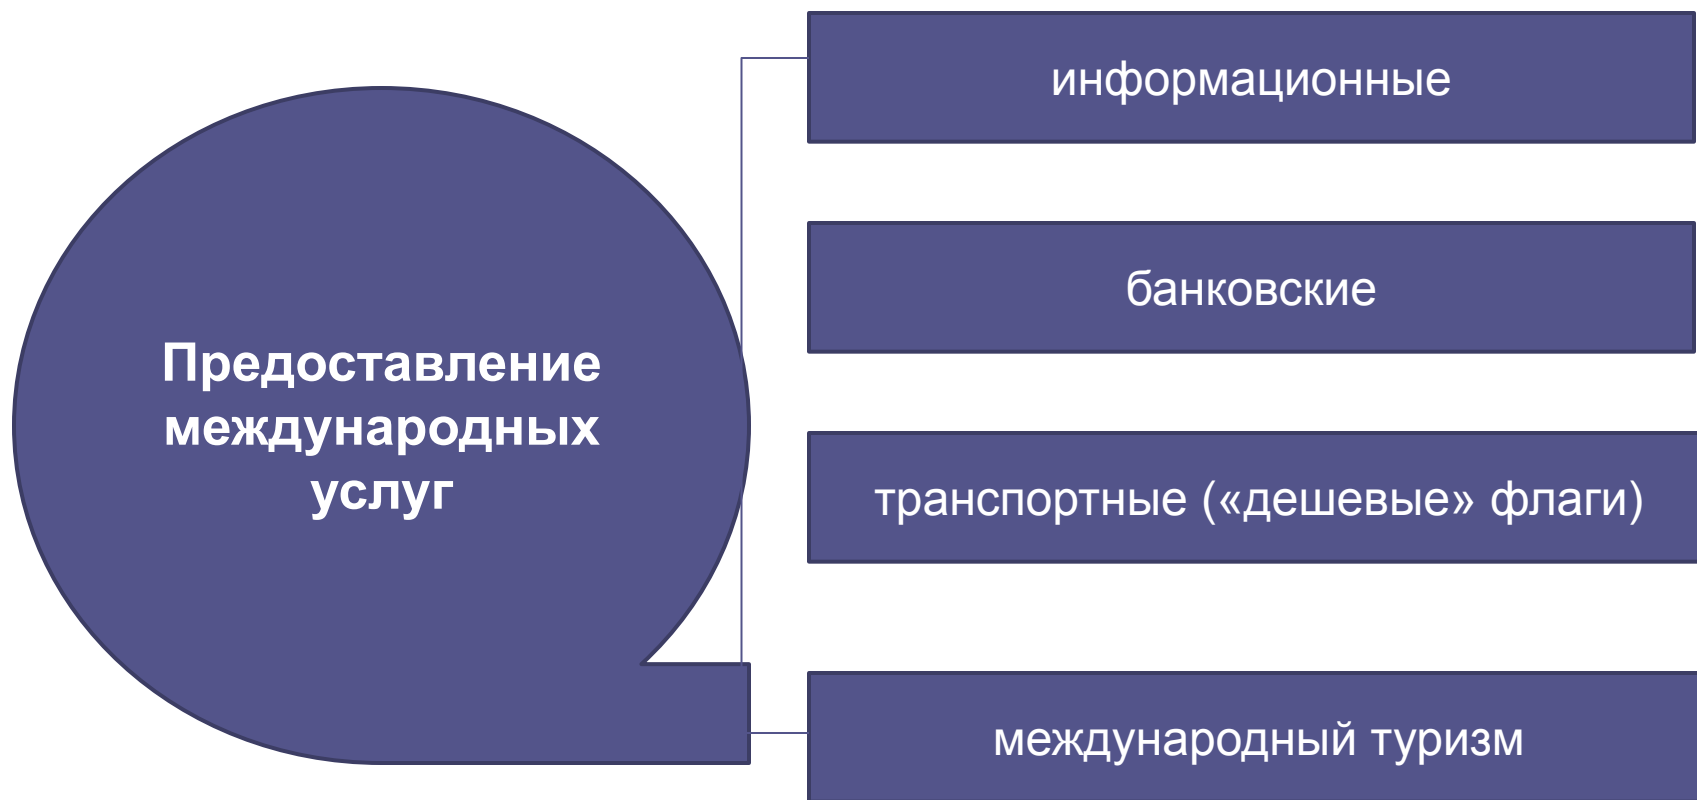 Предоставление
международных
услуг
информационные
банковские
транспортные («дешевые» флаги)
международный туризм